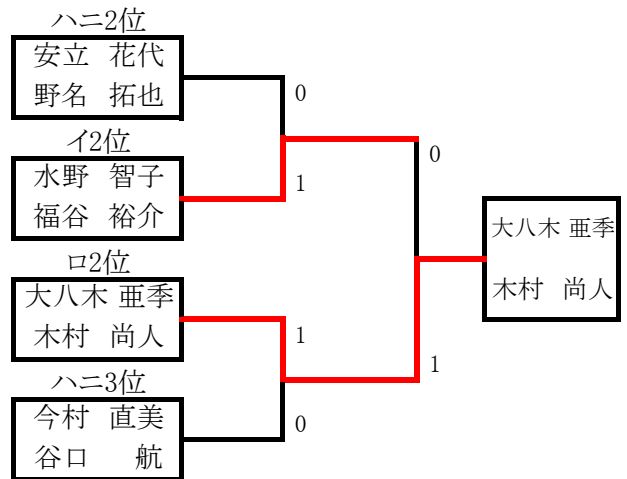 ハニ2位
安立 花代
野名 拓也
0
イ2位
水野 智子
福谷 裕介
1
0
大八木 亜季
木村 尚人
ロ2位
大八木 亜季
木村 尚人
1
1
ハニ3位
今村 直美
谷口 航
0